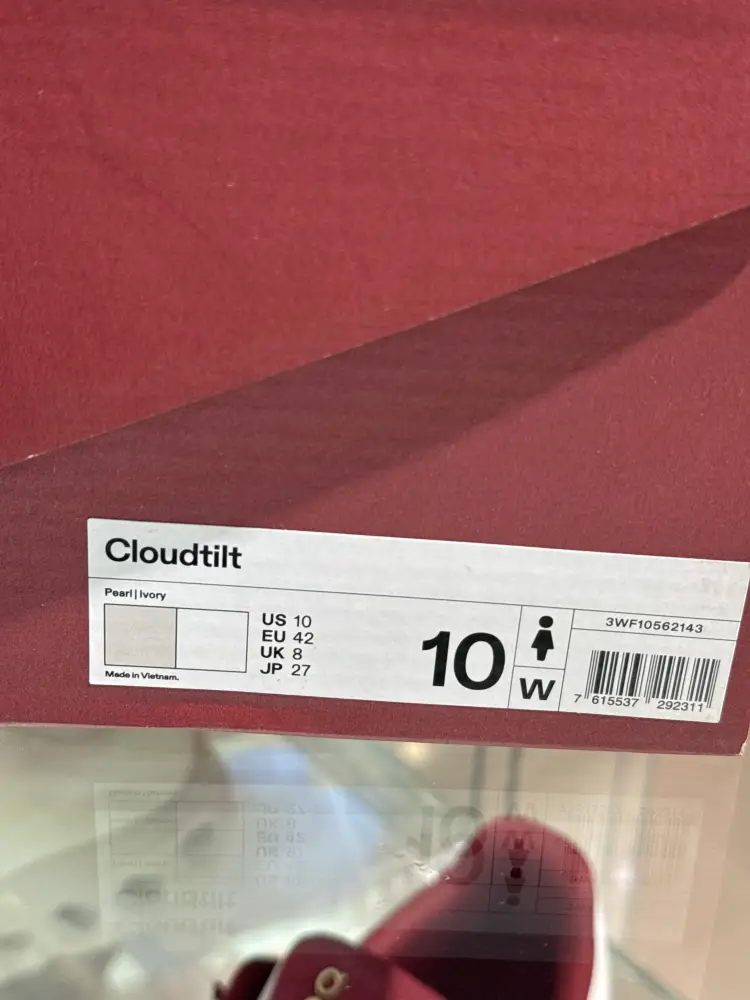 Cloudtilt
Pearl | Ivory
US 10
EU 42
UK 8
JP 27
Made in Vietnam.
10
W
3WF10562143
7 615537 292311